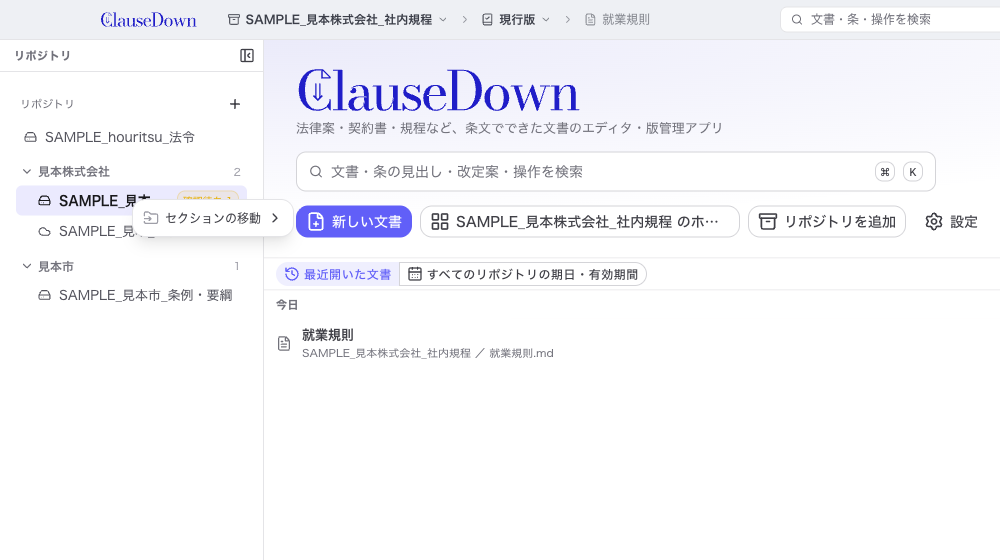 ClauseDown
SAMPLE_見本株式会社_社内規程
現行版
就業規則
文書・条・操作を検索
リポジトリ
リポジトリ
SAMPLE_houritsu_法令
見本株式会社 2
SAMPLE_見本
SAMPLE_見
セクションの移動
見本市 1
SAMPLE_見本市_条例・要綱
ClauseDown
法律案・契約書・規程など、条文でできた文書のエディタ・版管理アプリ
文書・条の見出し・改定案・操作を検索 ⌘ K
新しい文書
SAMPLE_見本株式会社_社内規程 のホ…
リポジトリを追加
設定
最近開いた文書
すべてのリポジトリの期日・有効期間
今日
就業規則
SAMPLE_見本株式会社_社内規程 ／ 就業規則.md